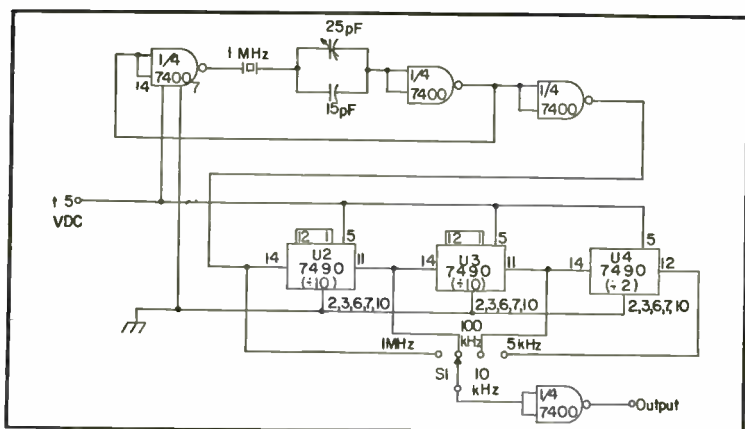 25pF
1 MHz
15pF
1/4
7400
14
7
1/4
7400
1/4
7400
t 5
VDC
12 1
5
14
U2
7490
(÷10)
11
2,3,6,7,10
12 1
5
14
U3
7490
(÷10)
11
2,3,6,7,10
5
14
U4
7490
(÷2)
12
2,3,6,7,10
1MHz
100
kHz
5kHz
S1
10
kHz
1/4
7400
Output